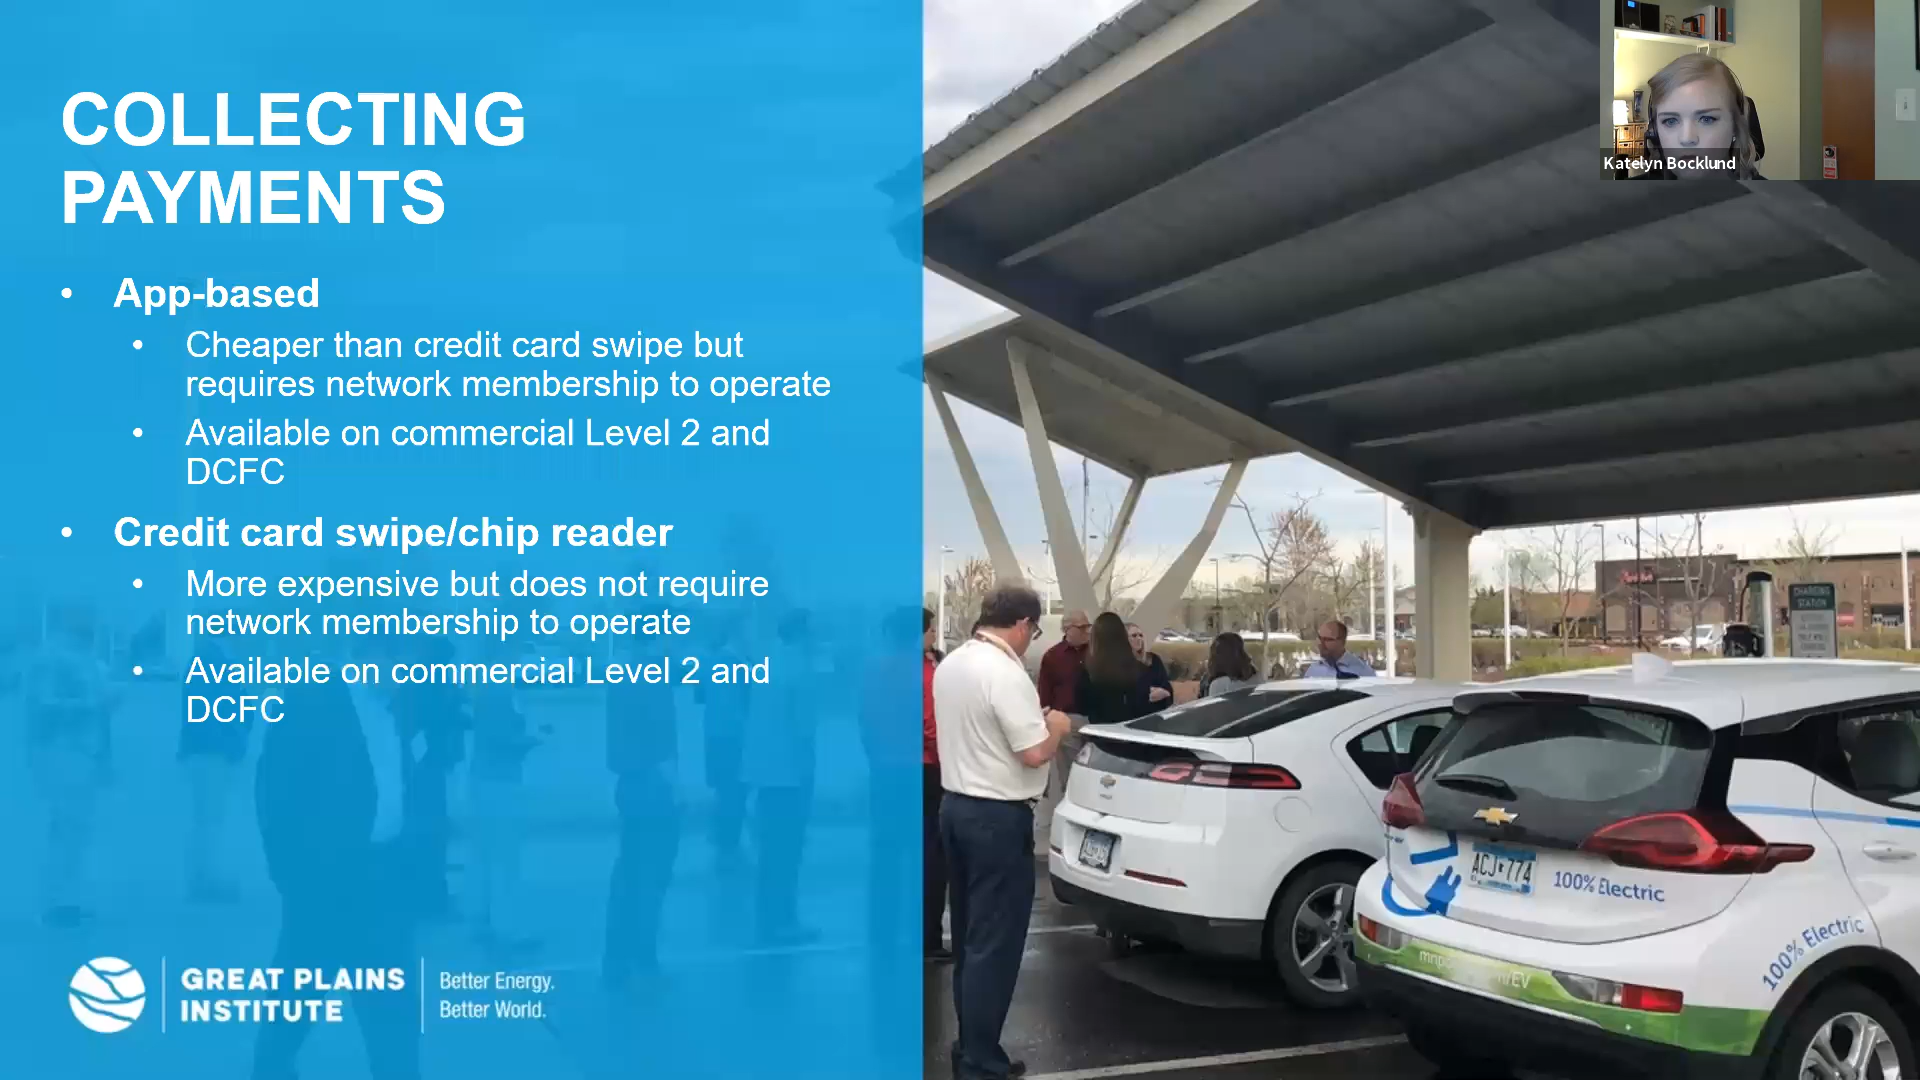 COLLECTING
PAYMENTS
• App-based
• Cheaper than credit card swipe but
requires network membership to operate
• Available on commercial Level 2 and
DCFC
• Credit card swipe/chip reader
• More expensive but does not require
network membership to operate
• Available on commercial Level 2 and
DCFC
GREAT PLAINS
INSTITUTE
Better Energy.
Better World.
Katelyn Bocklund
CHARGING
STATION
ACJ•774
100% Electric
100% Electric